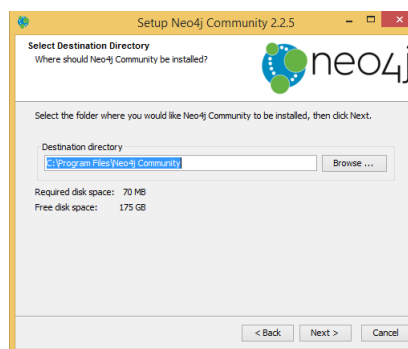 Setup Neo4j Community 2.2.5
Select Destination Directory
Where should Neo4j Community be installed?
neo4j
Select the folder where you would like Neo4j Community to be installed, then click Next.
Destination directory
C:\Program Files\Neo4j Community
Browse ...
Required disk space: 70 MB
Free disk space: 175 GB
< Back Next > Cancel